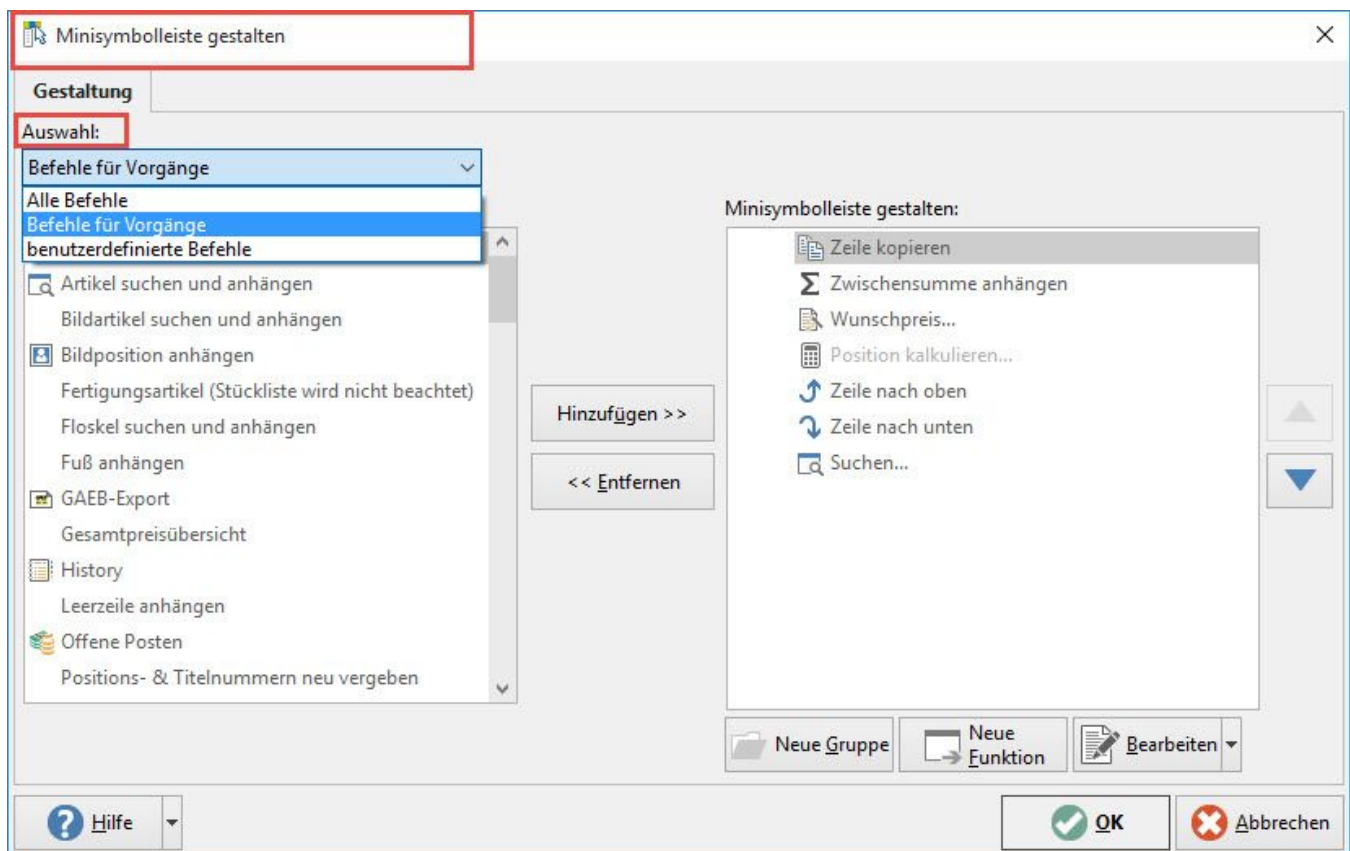 Minisymbolleiste gestalten
Gestaltung
Auswahl:
Befehle für Vorgänge
Alle Befehle
Befehle für Vorgänge
benutzerdefinierte Befehle
Artikel suchen und anhängen
Bildartikel suchen und anhängen
Bildposition anhängen
Fertigungsartikel (Stückliste wird nicht beachtet)
Floskel suchen und anhängen
Fuß anhängen
GAEB-Export
Gesamtpreisübersicht
History
Leerzeile anhängen
Offene Posten
Positions- & Titelnummern neu vergeben
Hinzufügen >>
<< Entfernen
Minisymbolleiste gestalten:
Zeile kopieren
Zwischensumme anhängen
Wunschpreis...
Position kalkulieren...
Zeile nach oben
Zeile nach unten
Suchen...
Neue Gruppe
Neue
Funktion
Bearbeiten
Hilfe
OK
Abbrechen